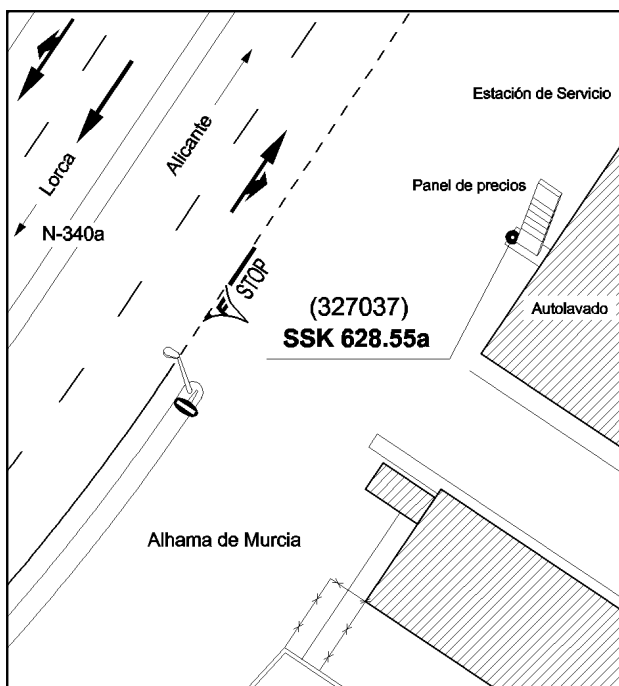 Estación de Servicio
Alicante
Lorca
Panel de precios
N-340a
STOP
(327037)
SSK 628.55a
Autolavado
Alhama de Murcia